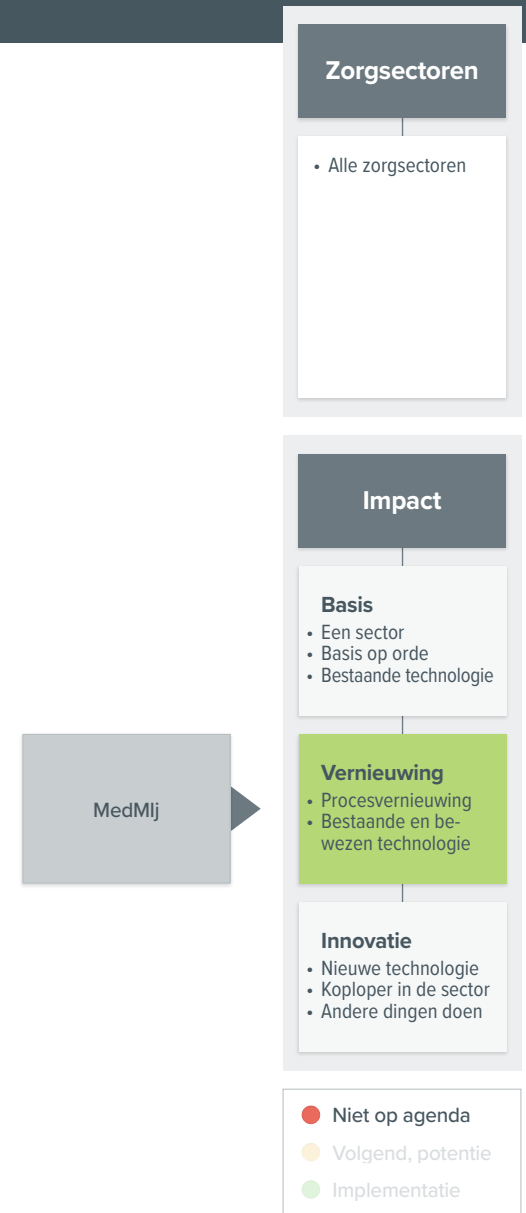 Zorgsectoren
• Alle zorgsectoren
Impact
Basis
• Een sector
• Basis op orde
• Bestaande technologie
MedMIj
Vernieuwing
• Procesvernieuwing
• Bestaande en be-
wezen technologie
Innovatie
• Nieuwe technologie
• Koploper in de sector
• Andere dingen doen
Niet op agenda
Volgend, potentie
Implementatie